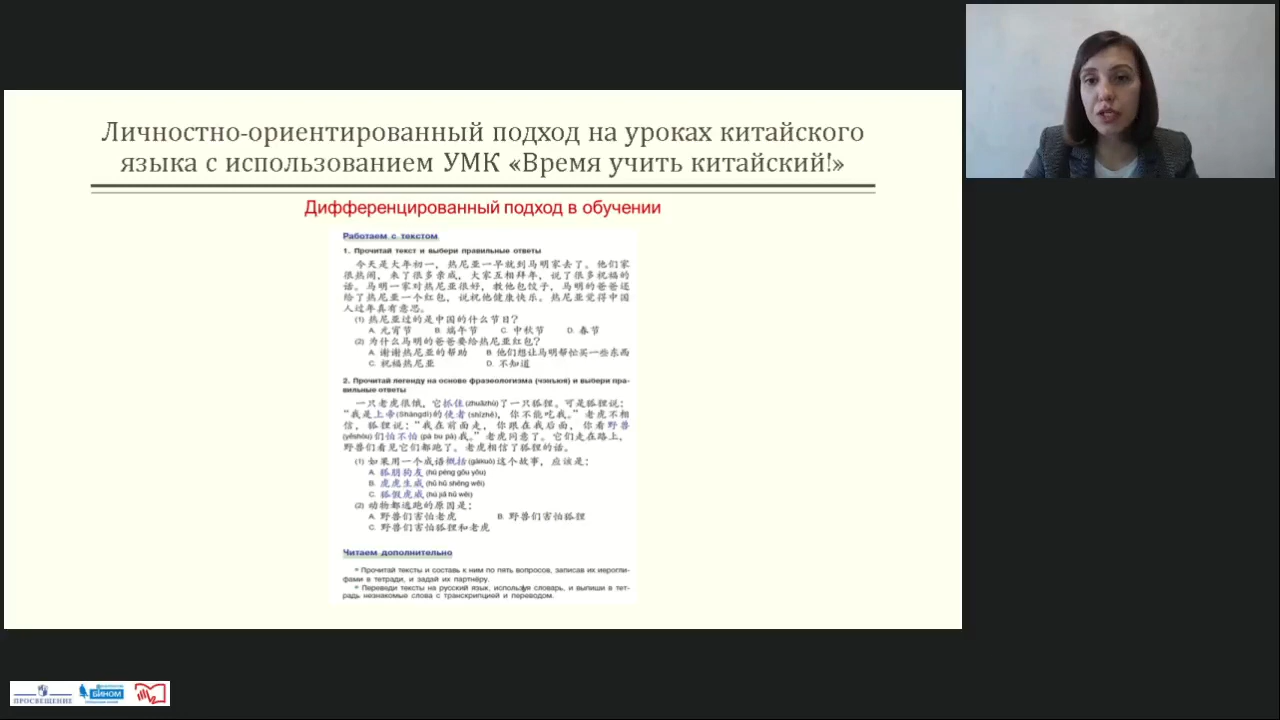 Личностно-ориентированный подход на уроках китайского
языка с использованием УМК «Время учить китайский!»
Дифференцированный подход в обучении
Работаем с текстом
1. Прочитай текст и выбери правильные ответы
今天是大年初一，热尼亚一早就到马明家去了。他们家
很热闹，来了很多亲戚，大家互相拜年，说了很多祝福的
话。马明一家对热尼亚很好，教他包饺子，马明的爸爸还
给了热尼亚一个红包，说祝他健康快乐。热尼亚觉得中国
人过年真有意思。
(1) 热尼亚过的是中国的什么节日？
A. 元宵节 B. 端午节 C. 中秋节 D. 春节
(2) 为什么马明的爸爸要给热尼亚红包？
A. 谢谢热尼亚的帮助 B. 他们想让马明帮忙买一些东西
C. 祝福热尼亚 D. 不知道
2. Прочитай легенду на основе фразеологизма (чэнъюя) и выбери пра-
вильные ответы
一只老虎很饿，它抓住 (zhuāzhù) 了一只狐狸。可是狐狸说：
“我是上帝 (Shàngdì) 的使者 (shǐzhě)，你不能吃我。”老虎不相
信，狐狸说：“我在前面走，你跟在我后面，你看野兽
(yěshòu) 们怕不怕 (pà bu pà) 我。”老虎同意了。它们走在路上，
野兽们看见它们都跑了。老虎相信了狐狸的话。
(1) 如果用一个成语概括 (gàikuò) 这个故事，应该是：
A. 狐朋狗友 (hú péng gǒu yǒu)
B. 虎虎生威 (hǔ hǔ shēng wēi)
C. 狐假虎威 (hú jiǎ hǔ wēi)
(2) 动物都逃跑的原因是：
A. 野兽们害怕老虎 B. 野兽们害怕狐狸
C. 野兽们害怕狐狸和老虎
Читаем дополнительно
Прочитай тексты и составь к ним по пять вопросов, записав их иерогли-
фами в тетради, и задай их партнёру.
Переведи тексты на русский язык, используя словарь, и выпиши в тет-
радь незнакомые слова с транскрипцией и переводом.
ПРОСВЕЩЕНИЕ
БИНОМ